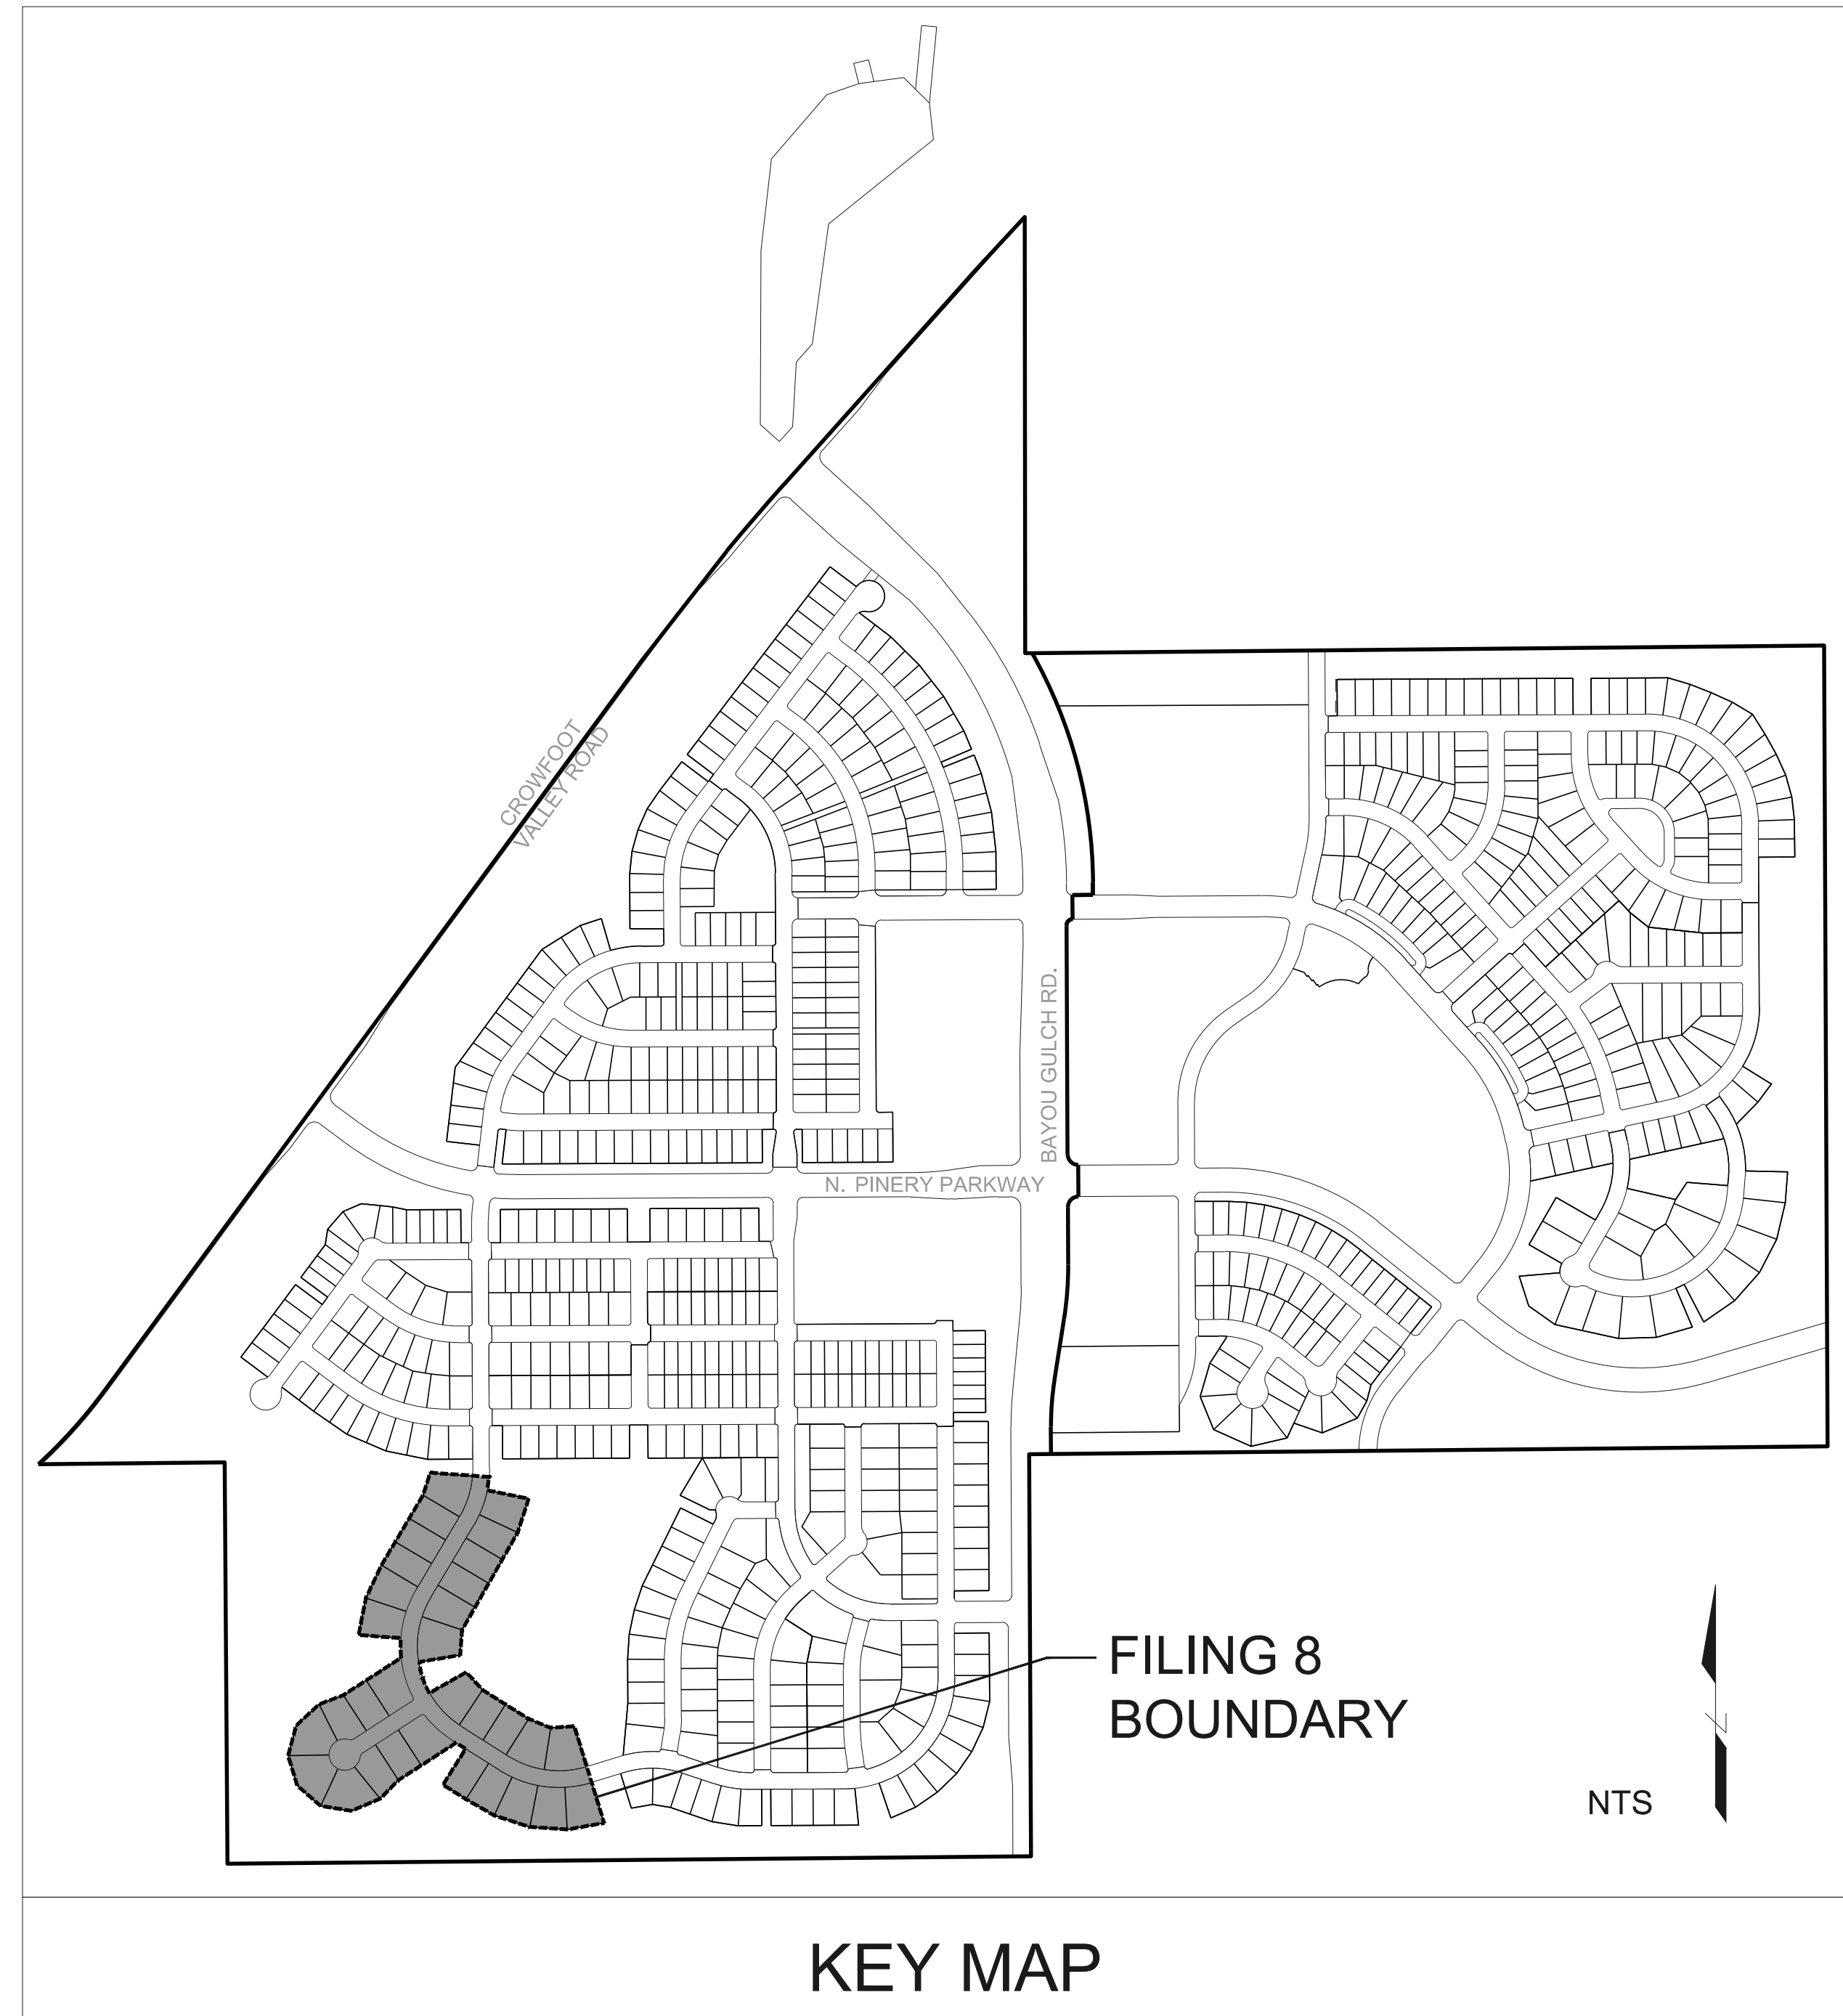 CROWFOOT
VALLEY ROAD
BAYOU GULCH RD.
N. PINERY PARKWAY
FILING 8
BOUNDARY
NTS
KEY MAP